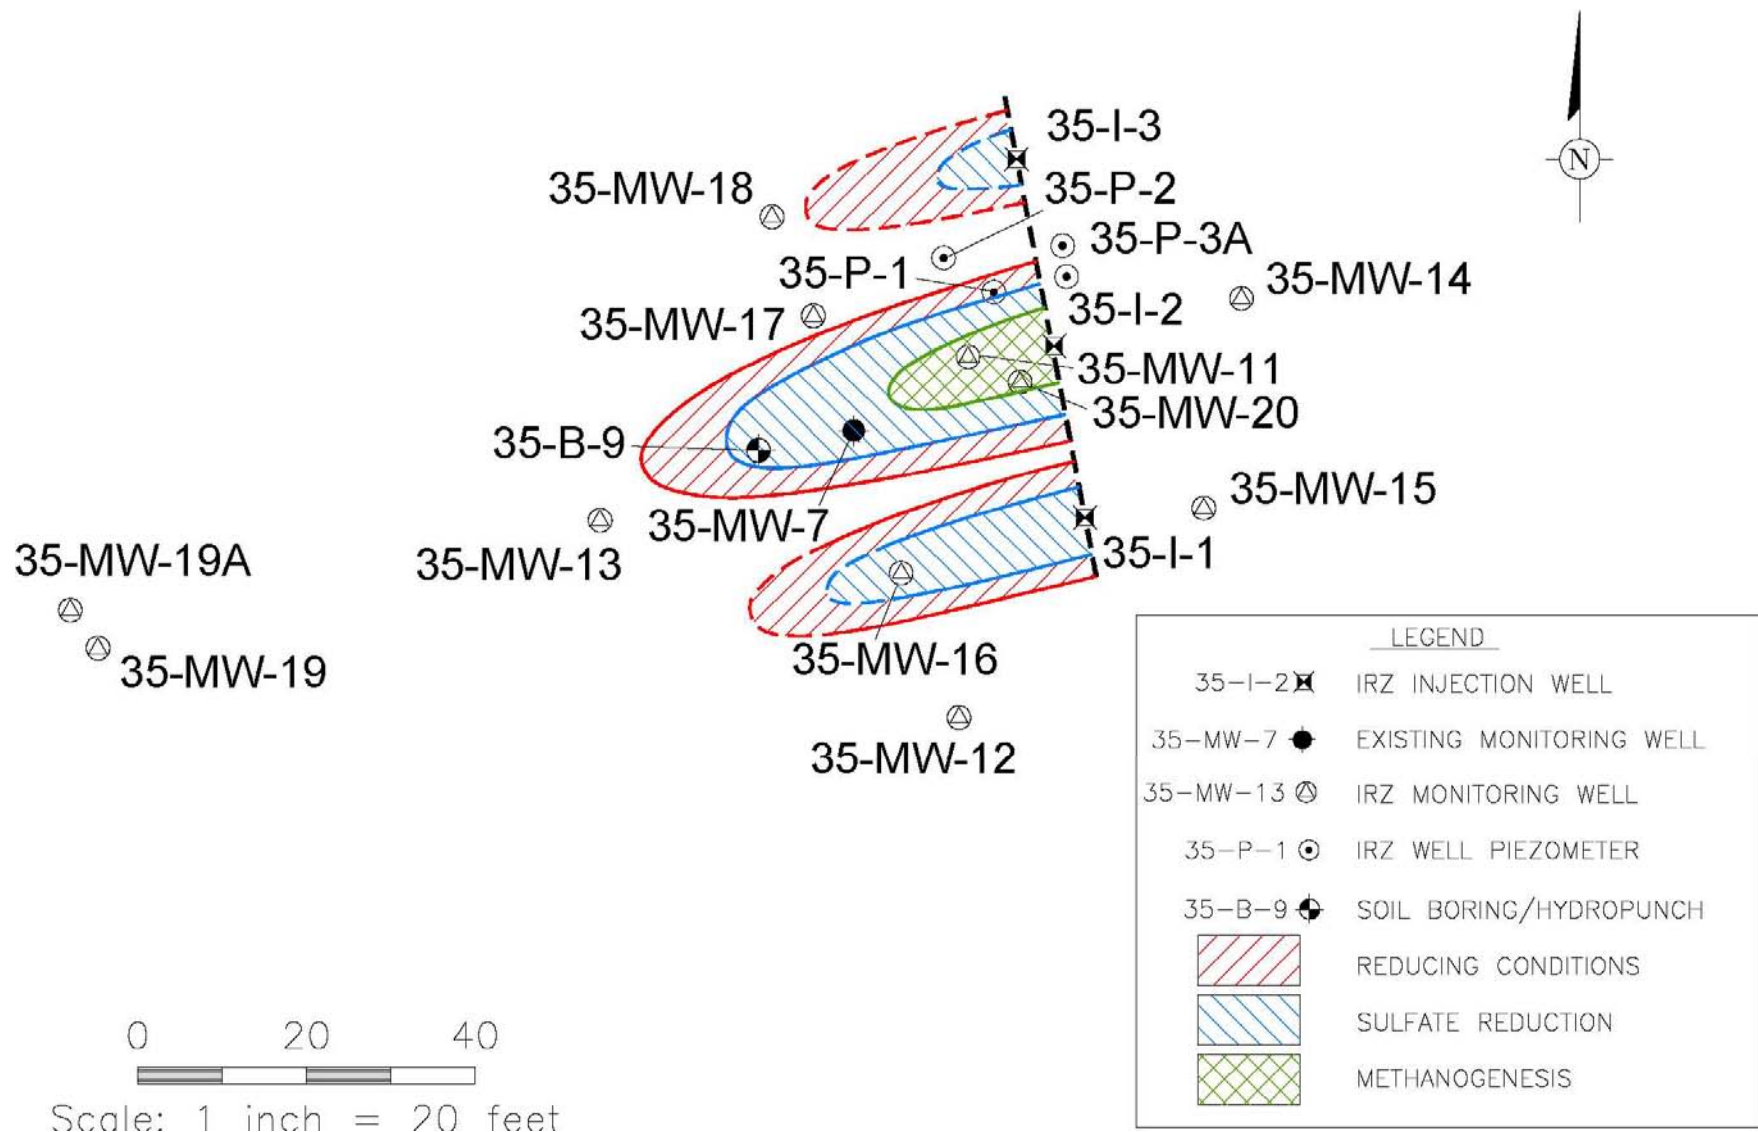 35-I-3
35-MW-18
35-P-2
N
35-P-3A
35-P-1
35-MW-14
35-I-2
35-MW-17
35-MW-11
35-MW-20
35-B-9
35-MW-15
35-MW-7
35-I-1
35-MW-13
35-MW-19A
35-MW-16
35-MW-19
35-MW-12
LEGEND
35-I-2 IRZ INJECTION WELL
35-MW-7 EXISTING MONITORING WELL
35-MW-13 IRZ MONITORING WELL
35-P-1 IRZ WELL PIEZOMETER
35-B-9 SOIL BORING/HYDROPUNCH
REDUCING CONDITIONS
SULFATE REDUCTION
METHANOGENESIS
0 20 40
Scale: 1 inch = 20 feet